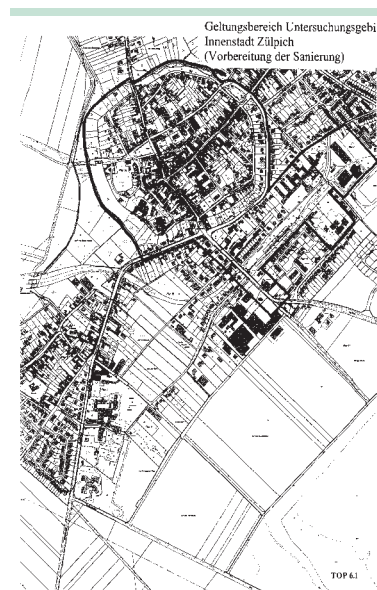 Geltungsbereich Untersuchungsgebi
Innenstadt Zülpich
(Vorbereitung der Sanierung)
TOP 6.1